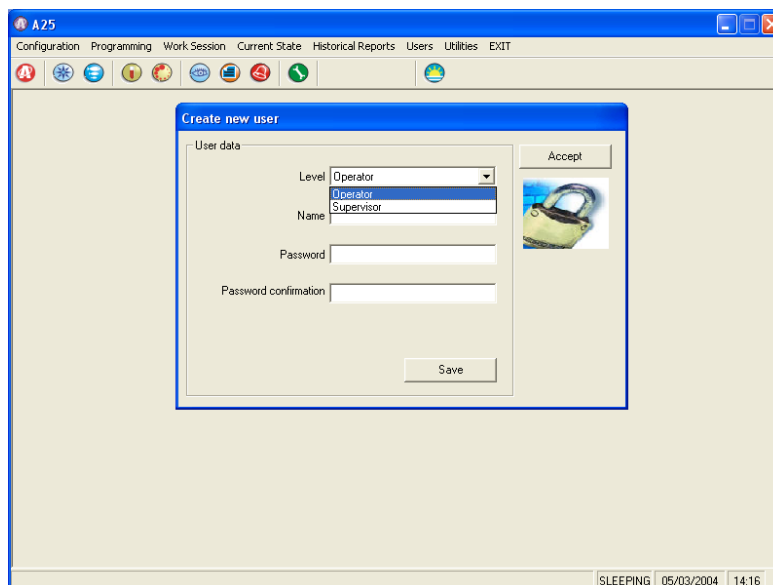 A25
Configuration Programming Work Session Current State Historical Reports Users Utilities EXIT
Create new user
User data
Accept
Level Operator
Operator
Supervisor
Name
Password
Password confirmation
Save
SLEEPING 05/03/2004 14:16